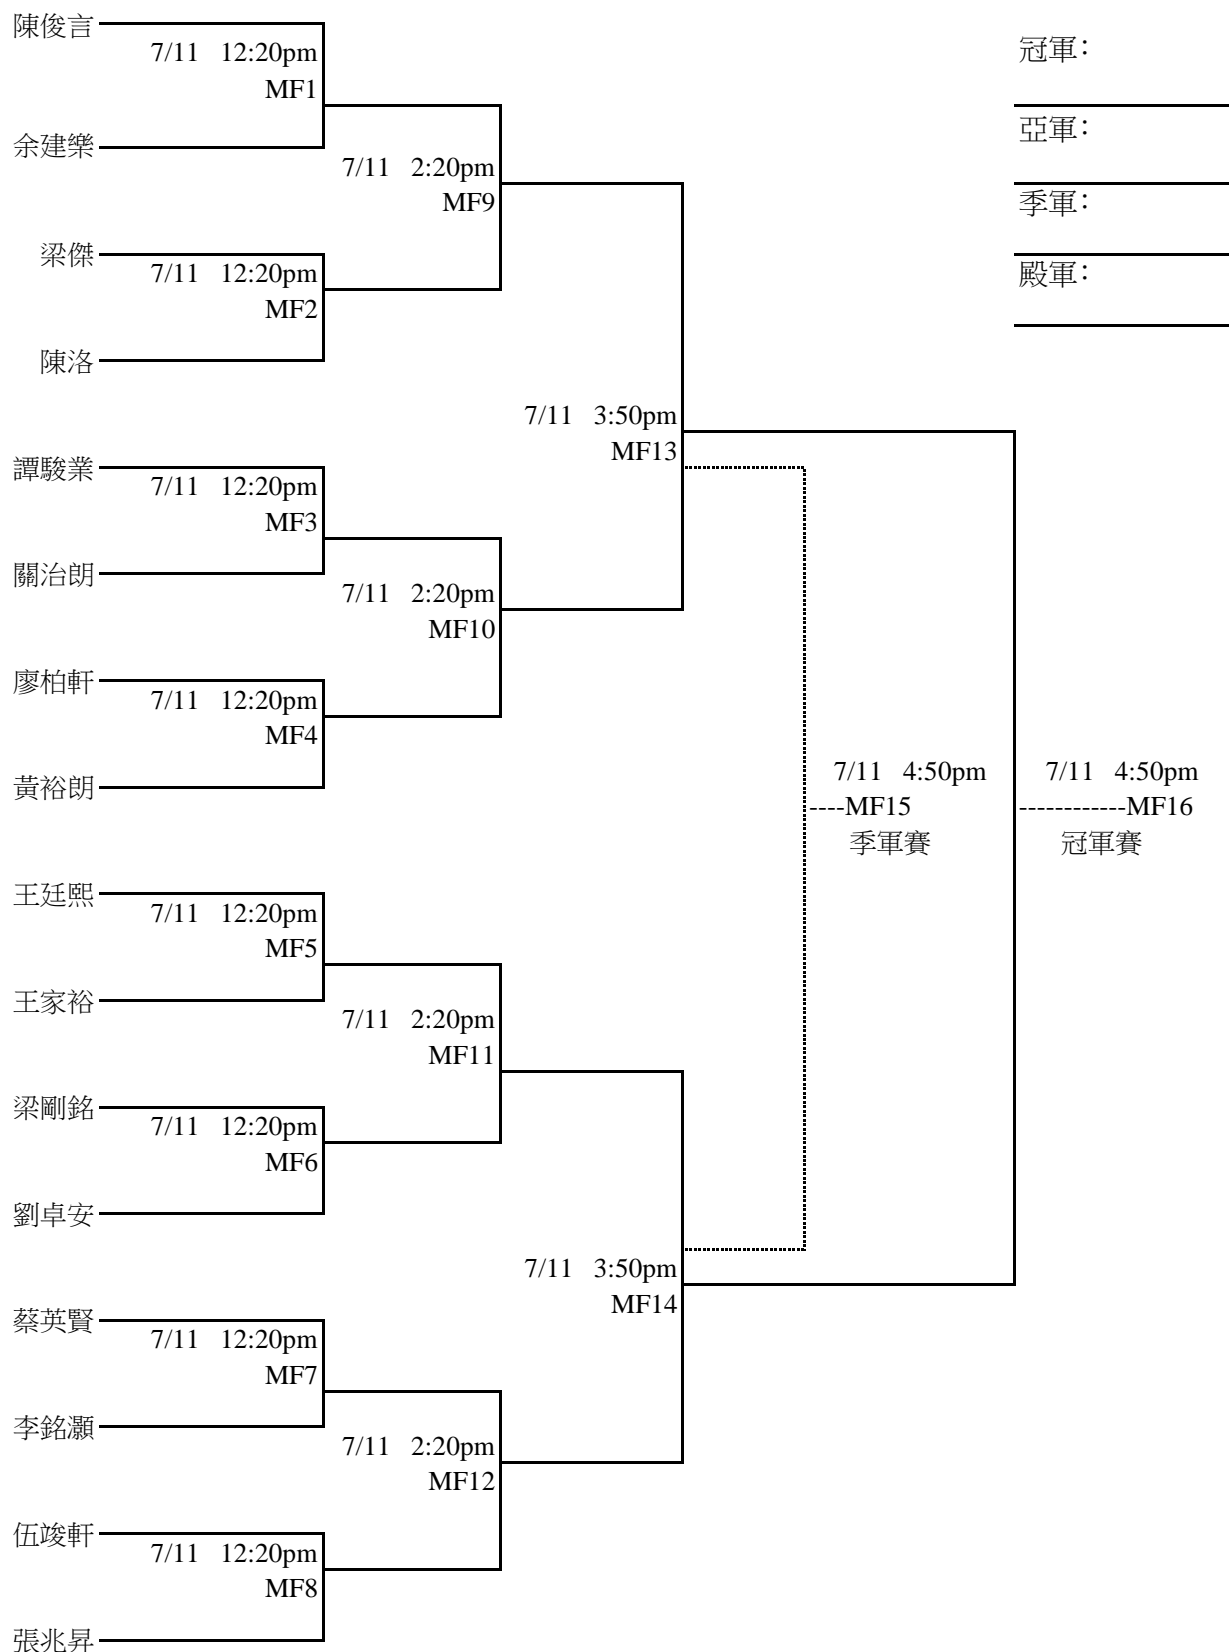 陳俊言
7/11 12:20pm
MF1
余建樂
7/11 2:20pm
MF9
梁傑
7/11 12:20pm
MF2
陳洛
7/11 3:50pm
MF13
譚駿業
7/11 12:20pm
MF3
關治朗
7/11 2:20pm
MF10
廖柏軒
7/11 12:20pm
MF4
黃裕朗
王廷熙
7/11 12:20pm
MF5
王家裕
7/11 2:20pm
MF11
梁剛銘
7/11 12:20pm
MF6
劉卓安
7/11 3:50pm
MF14
蔡英賢
7/11 12:20pm
MF7
李銘灝
7/11 2:20pm
MF12
伍竣軒
7/11 12:20pm
MF8
張兆昇
7/11 4:50pm
----MF15
季軍賽
7/11 4:50pm
------------MF16
冠軍賽
冠軍：
亞軍：
季軍：
殿軍：